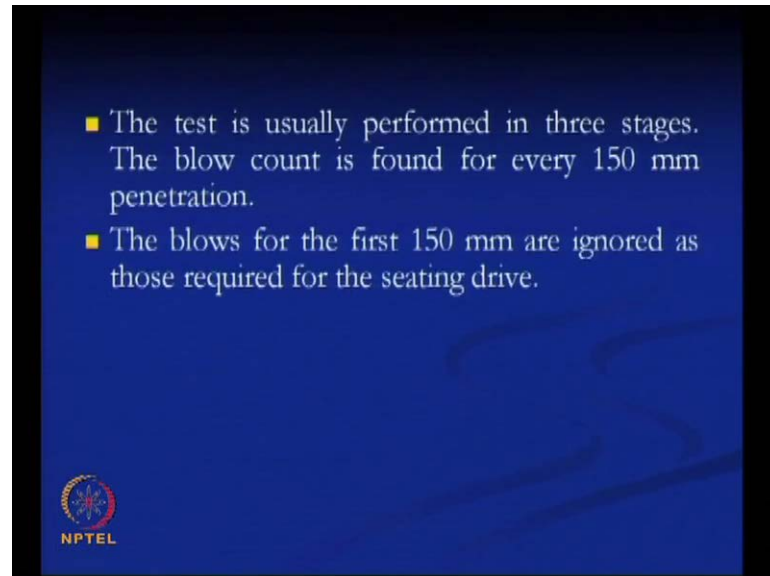 The test is usually performed in three stages.
The blow count is found for every 150 mm
penetration.
The blows for the first 150 mm are ignored as
those required for the seating drive.
NPTEL